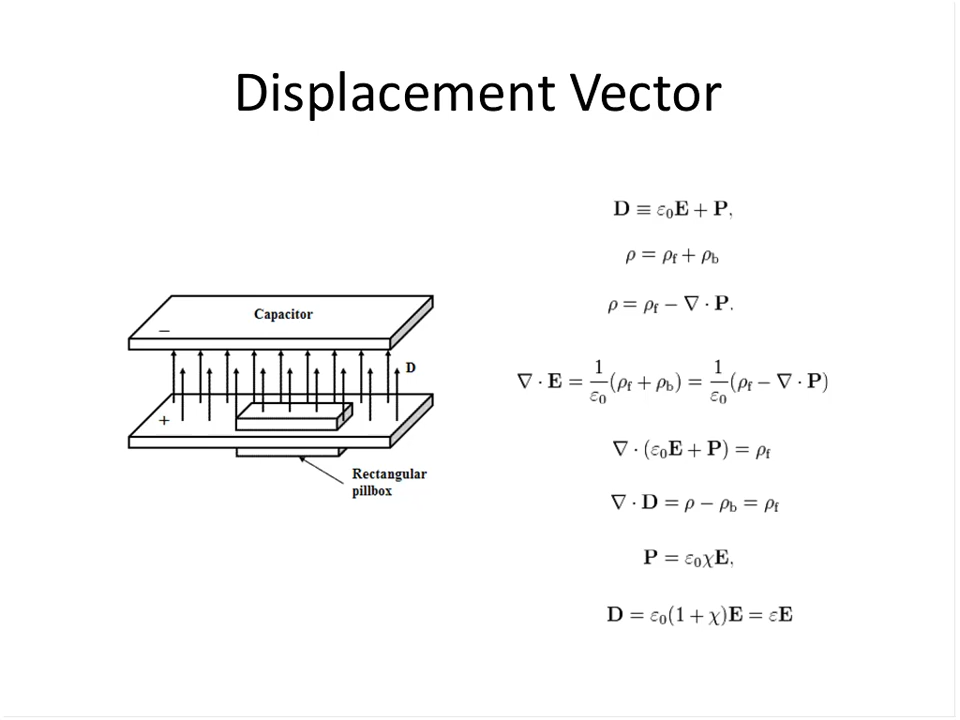 Displacement Vector
Capacitor
−
D
+
Rectangular
pillbox
D ≡ ε₀E + P,
ρ = ρf + ρb
ρ = ρf − ∇ · P.
∇ · E = 1/ε₀ (ρf + ρb) = 1/ε₀ (ρf − ∇ · P)
∇ · (ε₀E + P) = ρf
∇ · D = ρ − ρb = ρf
P = ε₀χE,
D = ε₀(1 + χ)E = εE